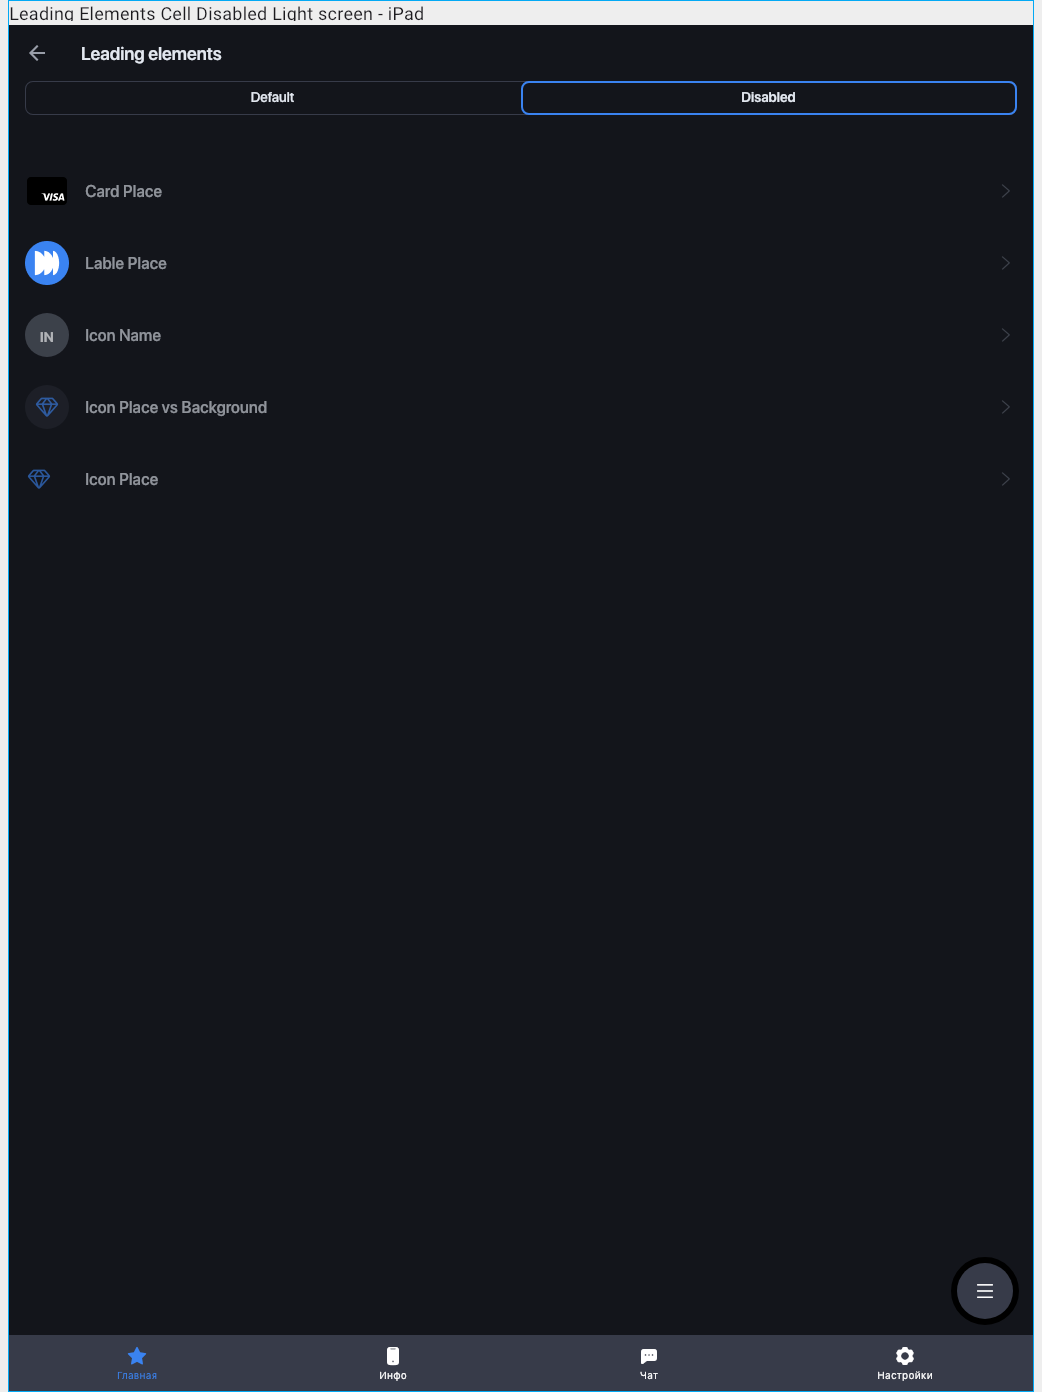 Leading Elements Cell Disabled Light screen - iPad
Leading elements
Default
Disabled
VISA
Card Place
Lable Place
IN
Icon Name
Icon Place vs Background
Icon Place
Главная
Инфо
Чат
Настройки